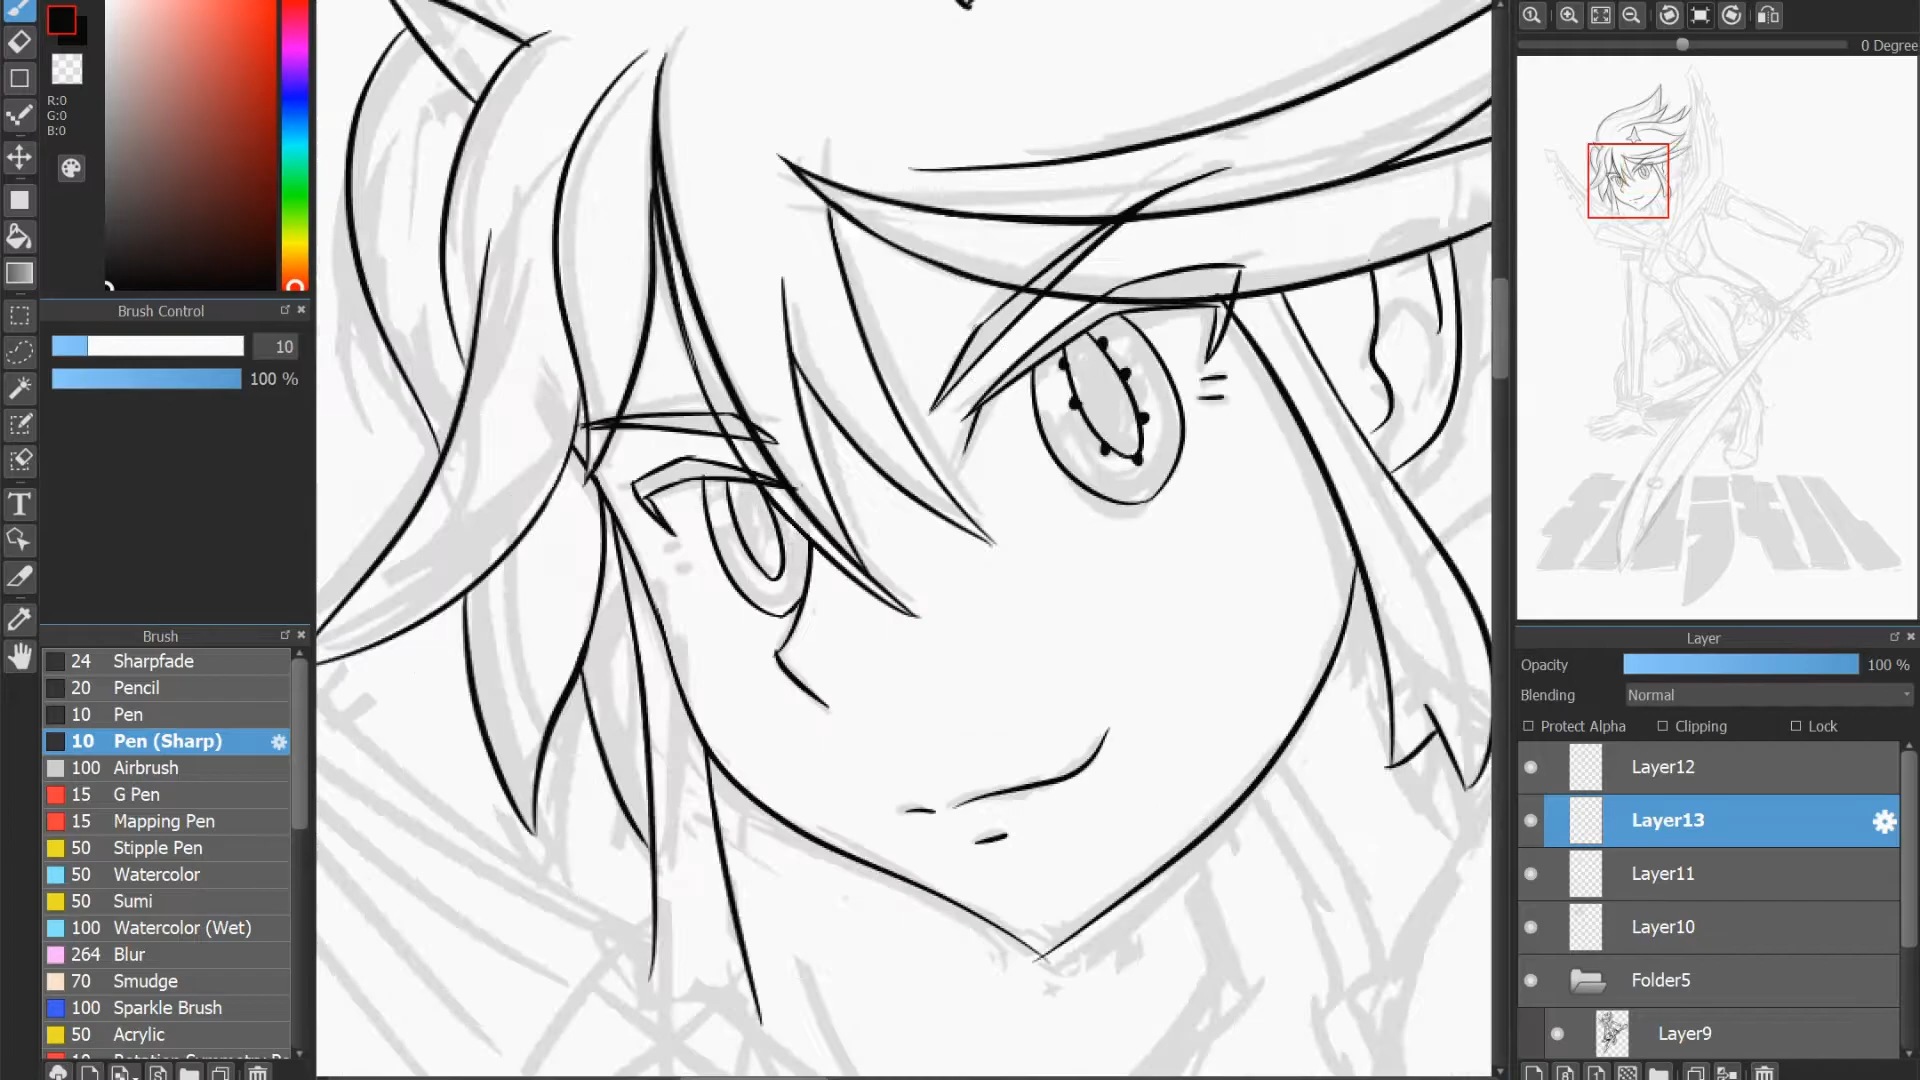 R:0
G:0
B:0
Brush Control
10
100 %
Brush
24 Sharpfade
20 Pencil
10 Pen
10 Pen (Sharp)
100 Airbrush
15 G Pen
15 Mapping Pen
50 Stipple Pen
50 Watercolor
50 Sumi
100 Watercolor (Wet)
264 Blur
70 Smudge
100 Sparkle Brush
50 Acrylic
0 Degree
Layer
Opacity 100 %
Blending Normal
Protect Alpha Clipping Lock
Layer12
Layer13
Layer11
Layer10
Folder5
Layer9